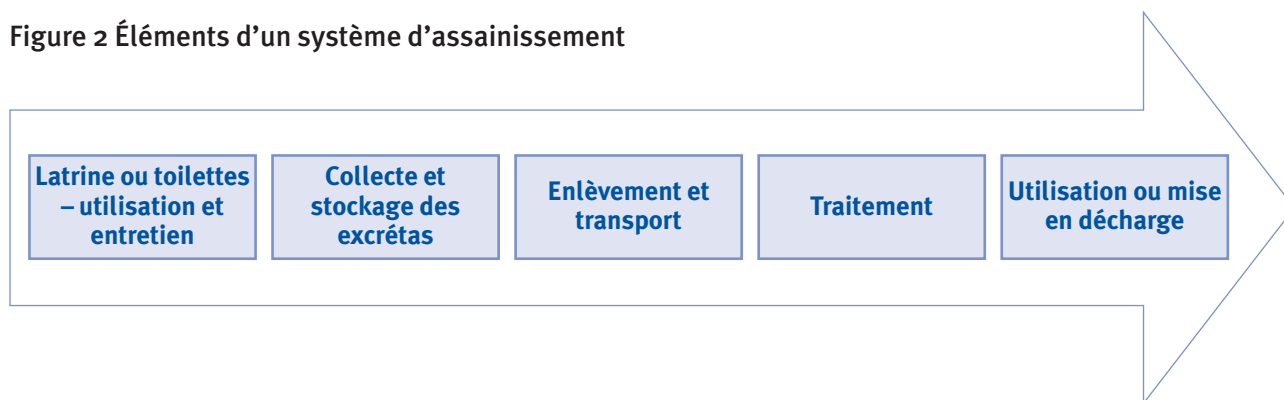 Figure 2 Éléments d’un système d’assainissement
Latrine ou toilettes
– utilisation et
entretien
Collecte et
stockage des
excrétas
Enlèvement et
transport
Traitement
Utilisation ou mise
en décharge